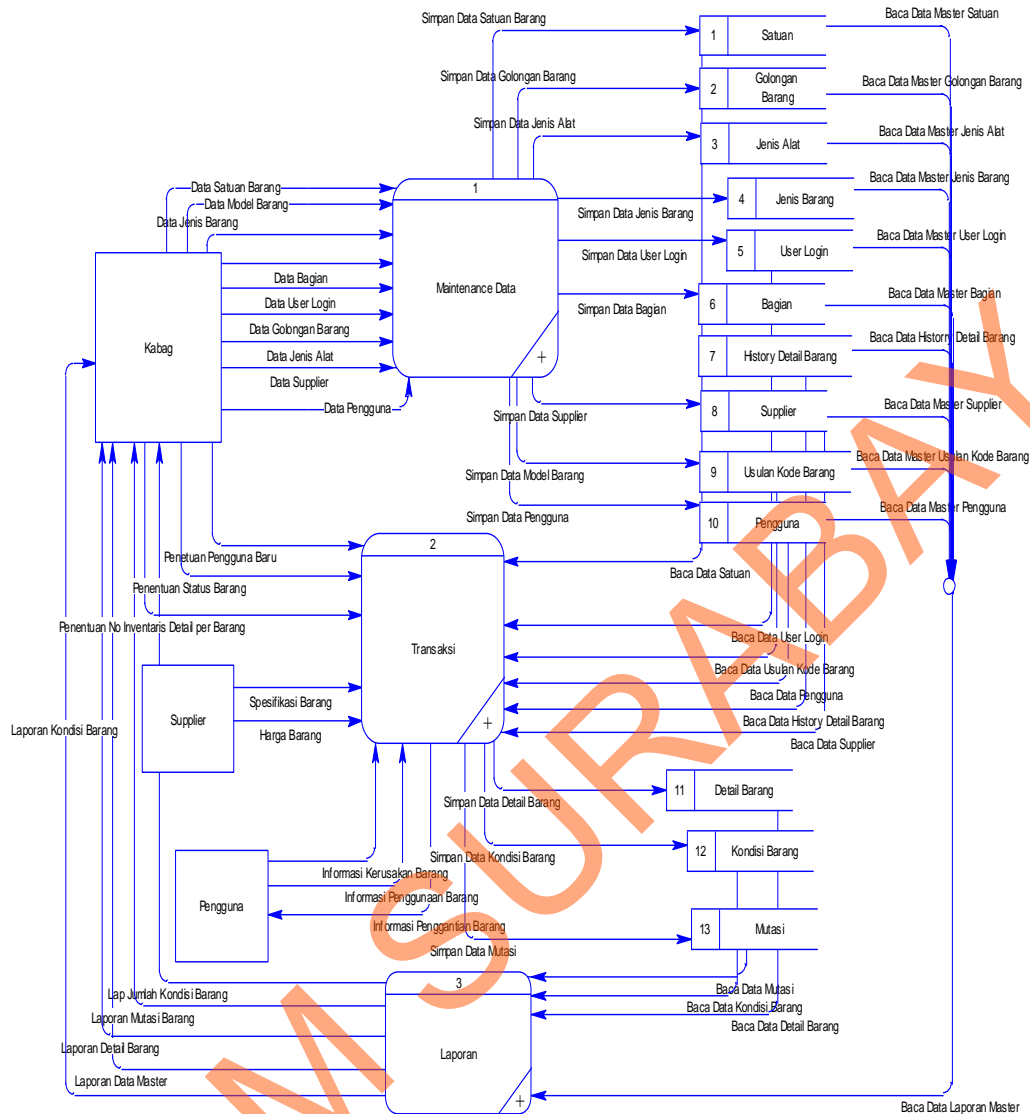 Simpan Data Satuan Barang
Baca Data Master Satuan
1 Satuan
Simpan Data Golongan Barang
2 Golongan
Barang
Baca Data Master Golongan Barang
Simpan Data Jenis Alat
3 Jenis Alat
Baca Data Master Jenis Alat
Data Satuan Barang
Data Model Barang
Data Jenis Barang
1
Maintenance Data
+
Simpan Data Jenis Barang
4 Jenis Barang
Baca Data Master Jenis Barang
Simpan Data User Login
5 User Login
Baca Data Master User Login
Simpan Data Bagian
6 Bagian
Baca Data Master Bagian
7 History Detail Barang
Baca Data Historry Detail Barang
Kabag
Data Bagian
Data User Login
Data Golongan Barang
Data Jenis Alat
Data Supplier
Data Pengguna
Simpan Data Supplier
8 Supplier
Baca Data Master Supplier
Simpan Data Model Barang
9 Usulan Kode Barang
Baca Data Master Usulan Kode Barang
Simpan Data Pengguna
10 Pengguna
Baca Data Master Pengguna
Penetuan Pengguna Baru
Penentuan Status Barang
Penentuan No Inventaris Detail per Barang
2
Transaksi
+
Baca Data Satuan
Baca Data User Login
Baca Data Usulan Kode Barang
Baca Data Pengguna
Baca Data History Detail Barang
Baca Data Supplier
Supplier
Spesifikasi Barang
Harga Barang
Laporan Kondisi Barang
Simpan Data Detail Barang
11 Detail Barang
Simpan Data Kondisi Barang
12 Kondisi Barang
Pengguna
Informasi Kerusakan Barang
Informasi Penggunaan Barang
Informasi Penggantian Barang
Simpan Data Mutasi
13 Mutasi
Lap Jumlah Kondisi Barang
Laporan Mutasi Barang
Laporan Detail Barang
Laporan Data Master
3
Laporan
+
Baca Data Mutasi
Baca Data Kondisi Barang
Baca Data Detail Barang
Baca Data Laporan Master
M SURABAY